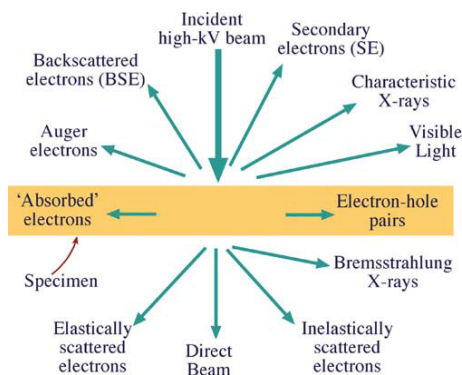 Incident
high-kV beam
Secondary
electrons (SE)
Backscattered
electrons (BSE)
Characteristic
X-rays
Auger
electrons
Visible
Light
‘Absorbed’
electrons
Electron-hole
pairs
Specimen
Bremsstrahlung
X-rays
Elastically
scattered
electrons
Direct
Beam
Inelastically
scattered
electrons